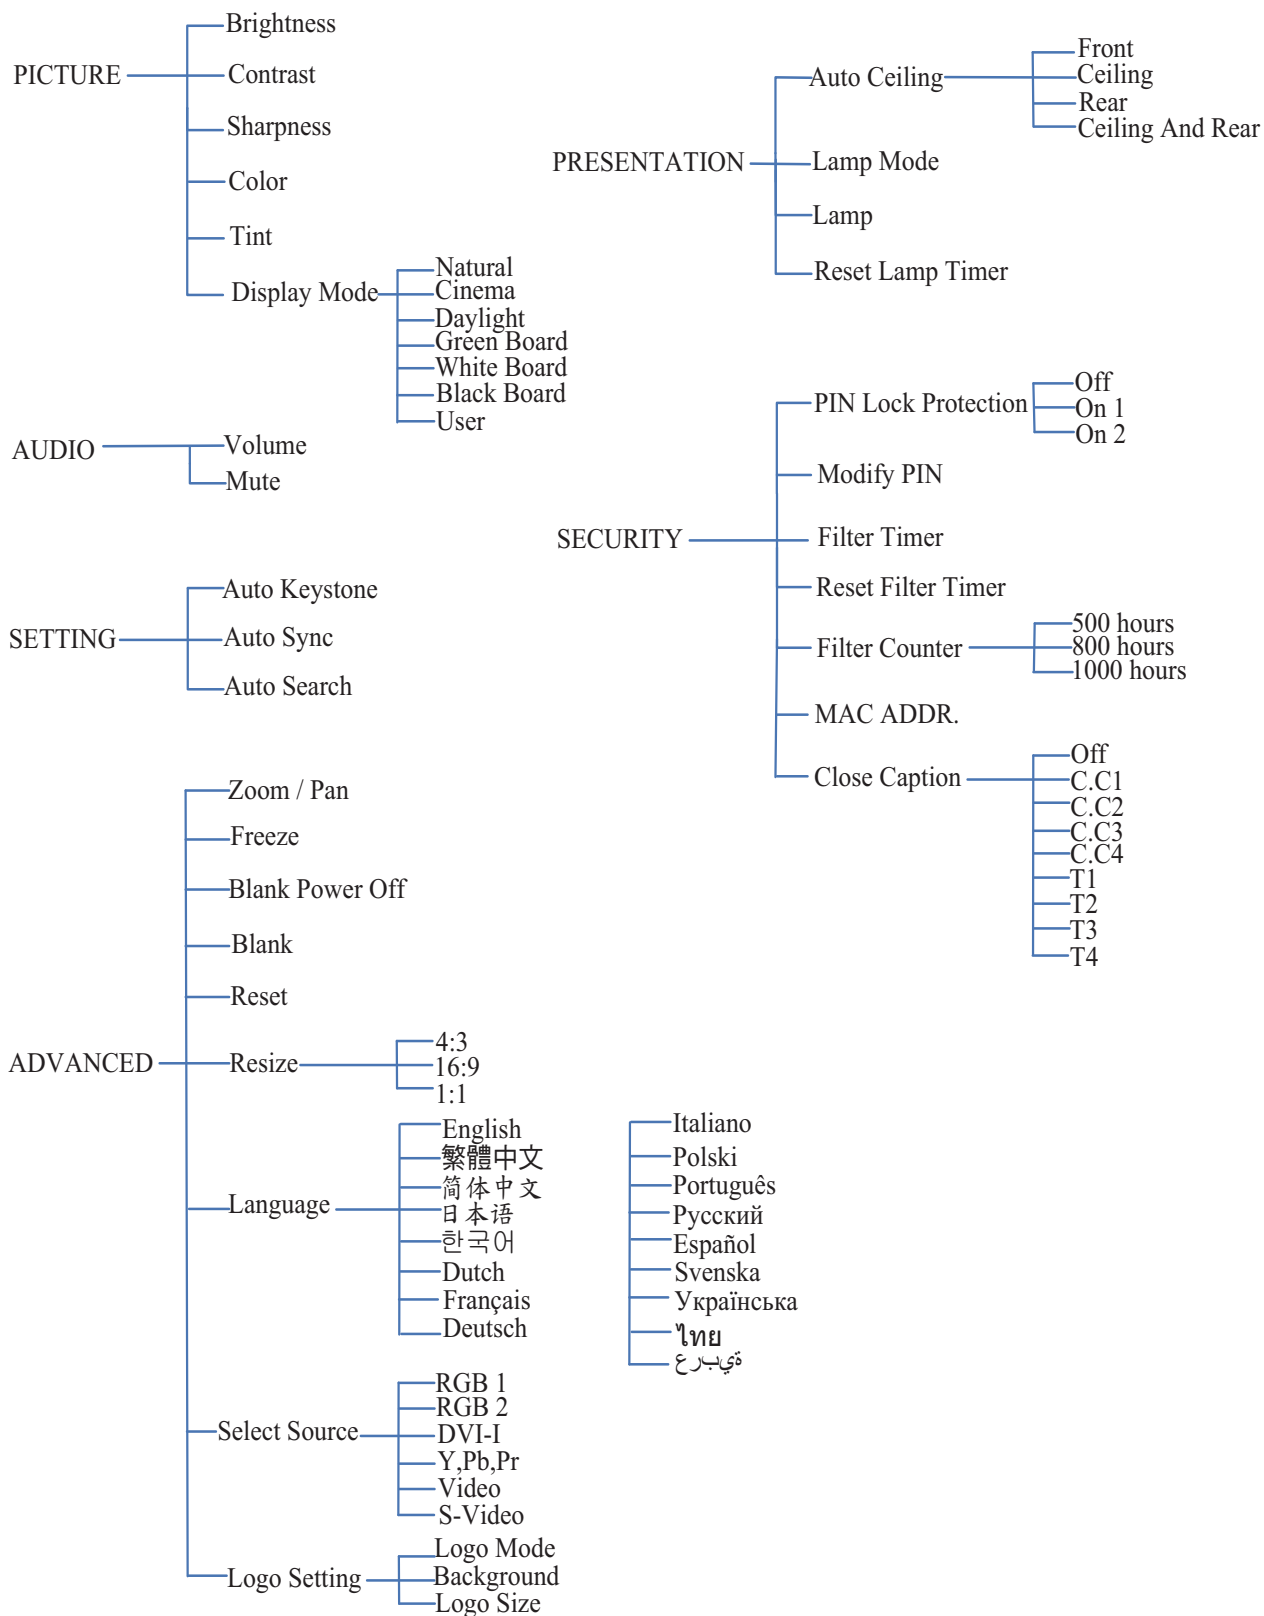 PICTURE
Brightness
Contrast
Sharpness
Color
Tint
Display Mode
Natural
Cinema
Daylight
Green Board
White Board
Black Board
User
AUDIO
Volume
Mute
SETTING
Auto Keystone
Auto Sync
Auto Search
ADVANCED
Zoom / Pan
Freeze
Blank Power Off
Blank
Reset
Resize
4:3
16:9
1:1
Language
English
繁體中文
简体中文
日本语
한국어
Dutch
Français
Deutsch
Italiano
Polski
Português
Русский
Español
Svenska
Українська
ไทย
ةيبرع
Select Source
RGB 1
RGB 2
DVI-I
Y,Pb,Pr
Video
S-Video
Logo Setting
Logo Mode
Background
Logo Size
PRESENTATION
Auto Ceiling
Front
Ceiling
Rear
Ceiling And Rear
Lamp Mode
Lamp
Reset Lamp Timer
SECURITY
PIN Lock Protection
Off
On 1
On 2
Modify PIN
Filter Timer
Reset Filter Timer
Filter Counter
500 hours
800 hours
1000 hours
MAC ADDR.
Close Caption
Off
C.C1
C.C2
C.C3
C.C4
T1
T2
T3
T4